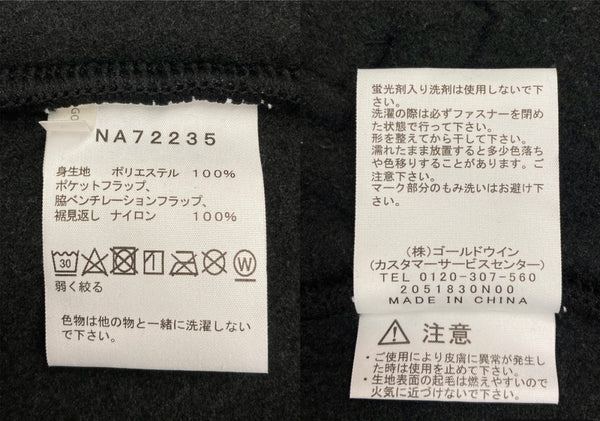 NA72235
身生地 ポリエステル 100%
ポケットフラップ、
脇ベンチレーションフラップ、
裾見返し ナイロン 100%
30
W
弱く絞る
色物は他の物と一緒に洗濯しない
で下さい。
蛍光剤入り洗剤は使用しないで下
さい。
洗濯の際は必ずファスナーを閉めた
状態で行って下さい。
形を整えてから干して下さい。
濡れたまま放置すると多少色落ち
や色移りすることがあります。ご
注意下さい。
マーク部分のもみ洗いはお避け下
さい。
(株)ゴールドウイン
(カスタマーサービスセンター)
TEL 0120-307-560
2051830N00
MADE IN CHINA
注意
・ご使用により皮膚に異常が発生し
た時は使用を止めて下さい。
・生地表面の起毛は燃えやすいので
火気に近づけないで下さい。